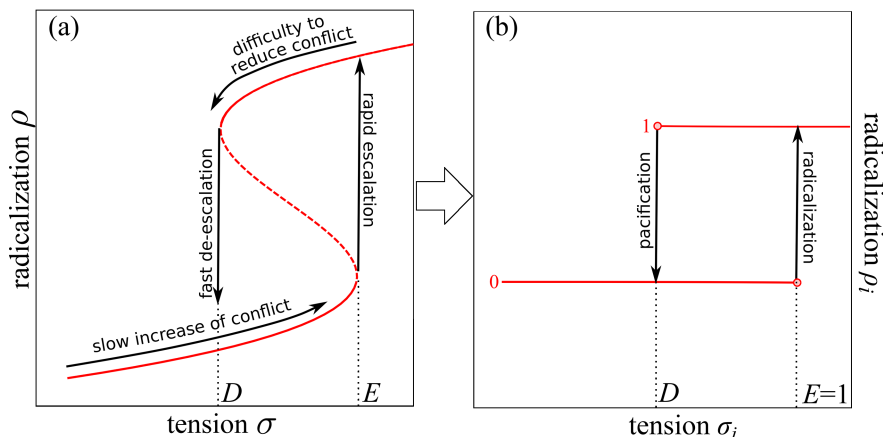 (a)
difficulty to
reduce conflict
radicalization ρ
fast de-escalation
rapid escalation
slow increase of conflict
D
E
tension σ
(b)
1
pacification
radicalization
0
D
E=1
tension σi
radicalization ρi